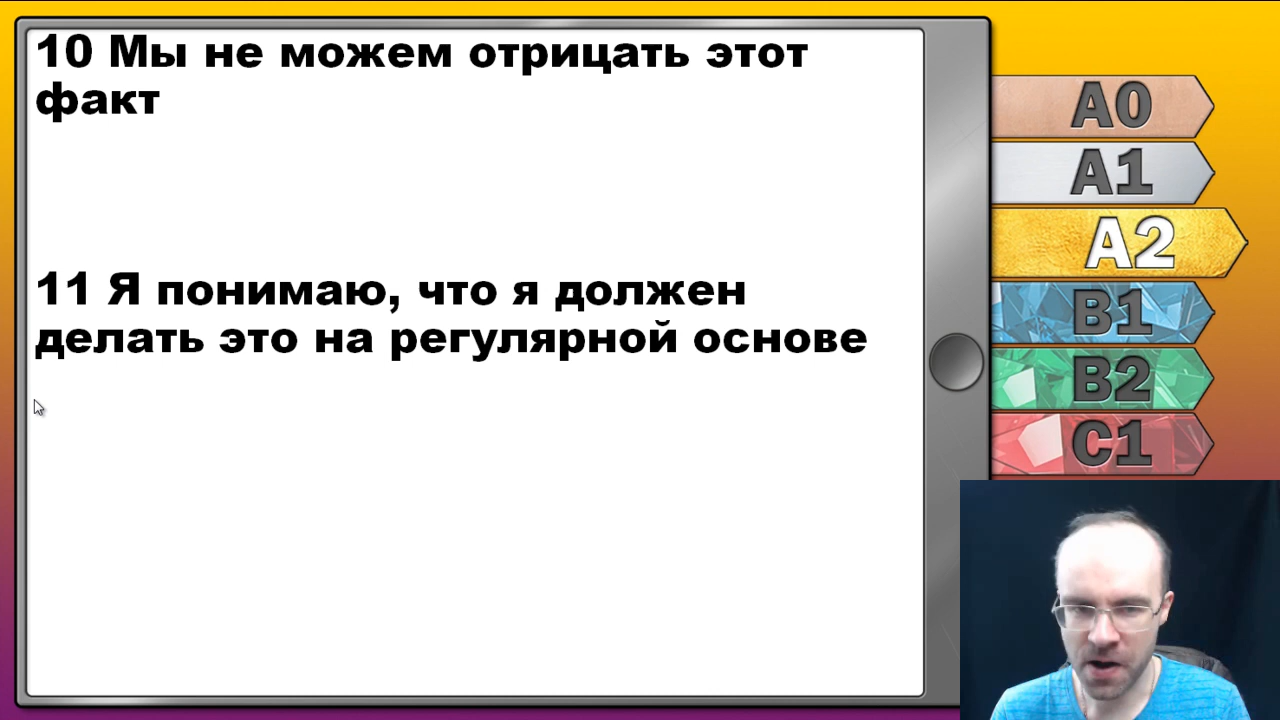 10 Мы не можем отрицать этот
факт
11 Я понимаю, что я должен
делать это на регулярной основе
A0
A1
A2
B1
B2
C1